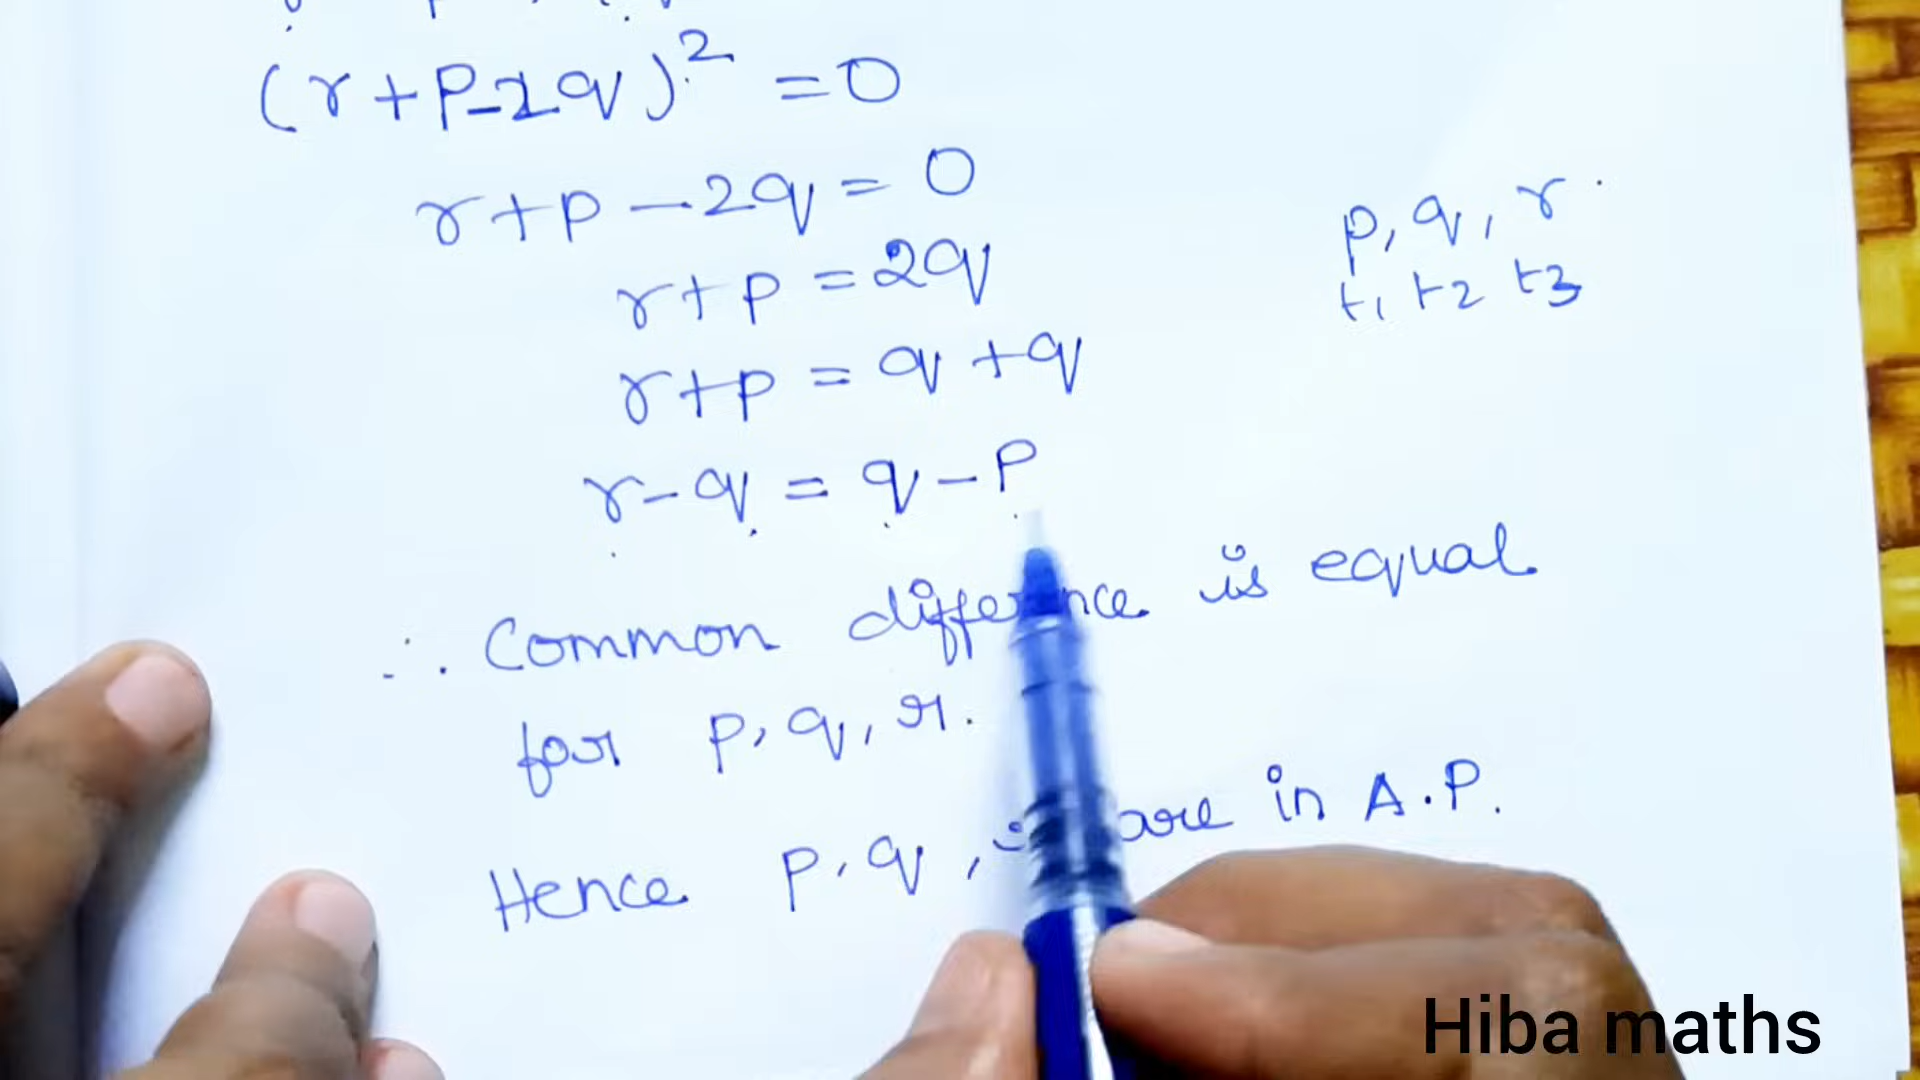 (r+p-2q)² = 0
r+p-2q = 0
r+p = 2q
r+p = q+q
r-q = q-p
p, q, r.
t1 t2 t3
∴ Common difference is equal
for p, q, r.
Hence p, q, are in A.P.
Hiba maths